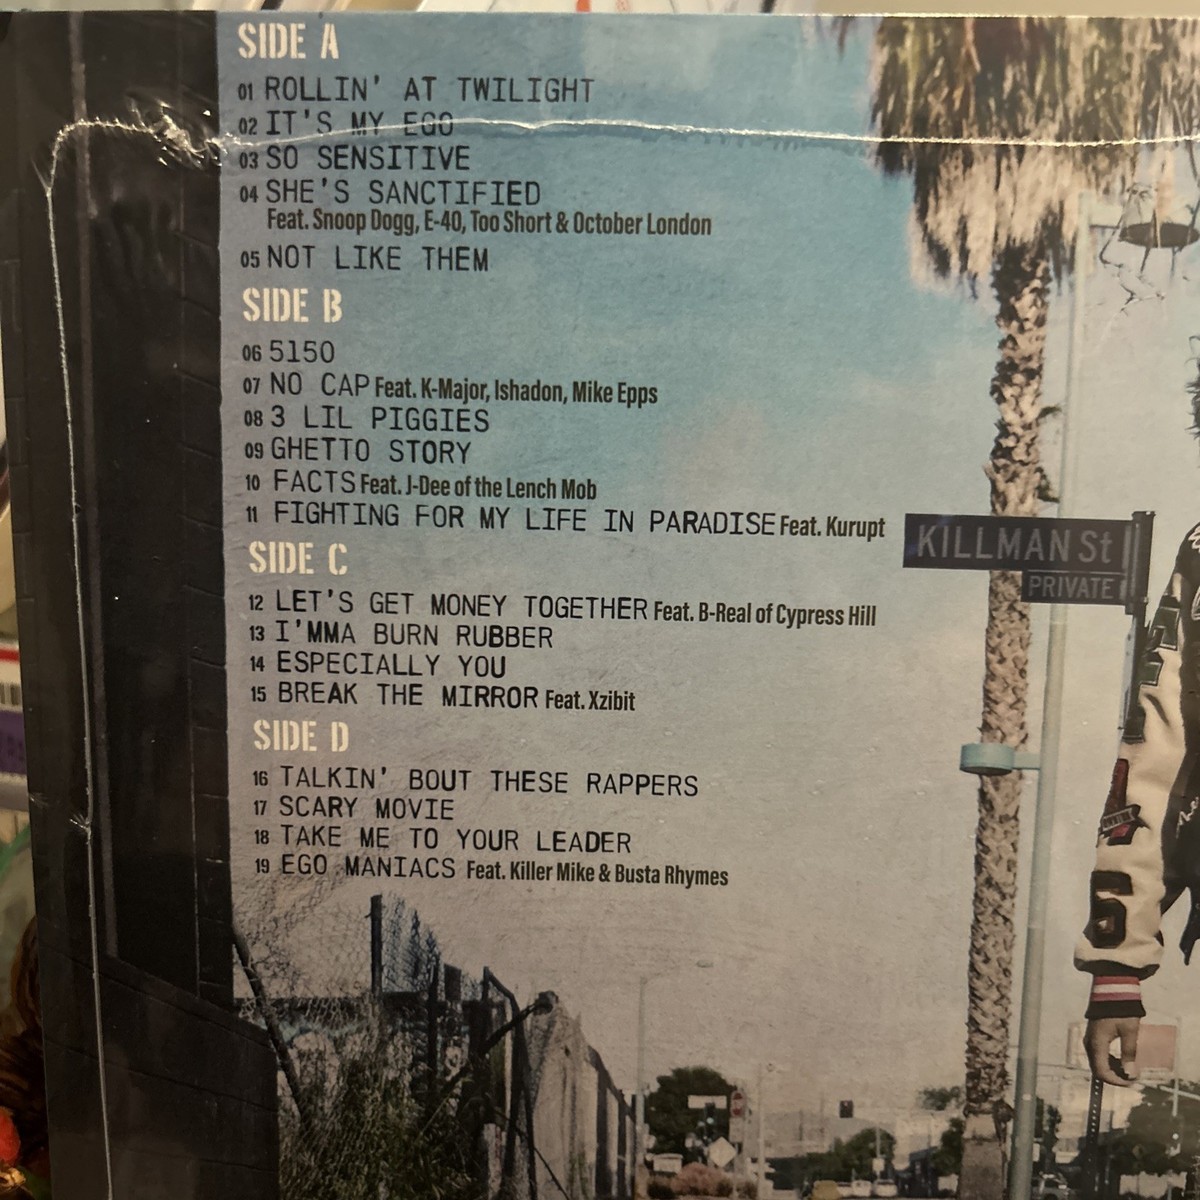 SIDE A
01 ROLLIN' AT TWILIGHT
02 IT'S MY EGO
03 SO SENSITIVE
04 SHE'S SANCTIFIED
Feat. Snoop Dogg, E-40, Too Short & October London
05 NOT LIKE THEM
SIDE B
06 5150
07 NO CAP Feat. K-Major, Ishadon, Mike Epps
08 3 LIL PIGGIES
09 GHETTO STORY
10 FACTS Feat. J-Dee of the Lench Mob
11 FIGHTING FOR MY LIFE IN PARADISE Feat. Kurupt
SIDE C
12 LET'S GET MONEY TOGETHER Feat. B-Real of Cypress Hill
13 I'MMA BURN RUBBER
14 ESPECIALLY YOU
15 BREAK THE MIRROR Feat. Xzibit
SIDE D
16 TALKIN' BOUT THESE RAPPERS
17 SCARY MOVIE
18 TAKE ME TO YOUR LEADER
19 EGO MANIACS Feat. Killer Mike & Busta Rhymes
KILLMAN St
PRIVATE
6